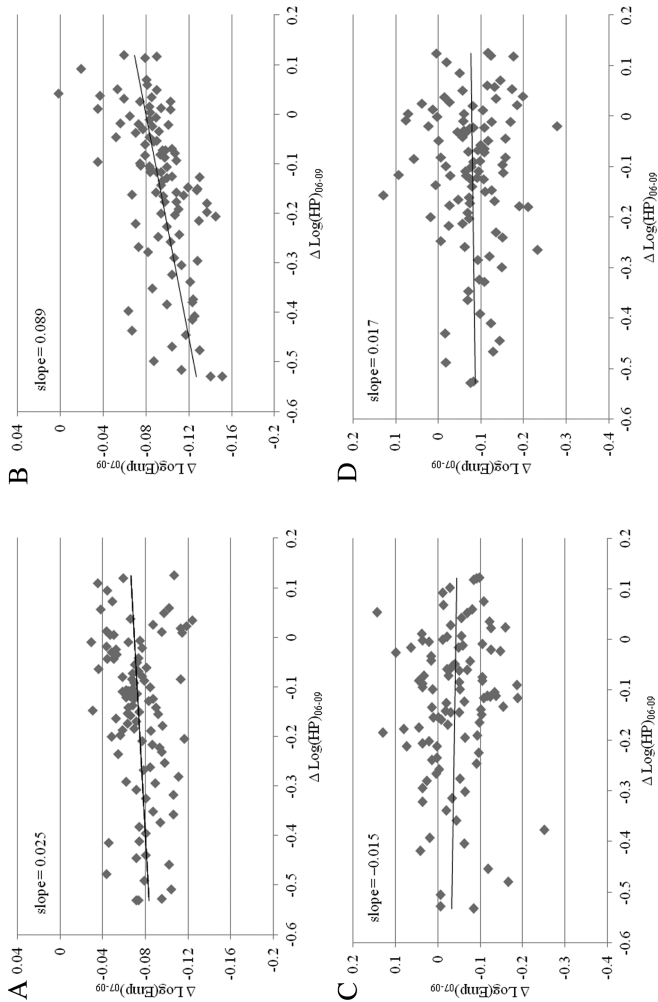 A
Δ Log(Emp)07-09
0.04
0
-0.04
-0.08
-0.12
-0.16
-0.2
slope= 0.025
-0.6 -0.5 -0.4 -0.3 -0.2 -0.1 0 0.1 0.2
Δ Log(HP)06-09
B
Δ Log(Emp)07-09
0.04
0
-0.04
-0.08
-0.12
-0.16
-0.2
slope= 0.089
-0.6 -0.5 -0.4 -0.3 -0.2 -0.1 0 0.1 0.2
Δ Log(HP)06-09
C
Δ Log(Emp)07-09
0.2
0.1
0
-0.1
-0.2
-0.3
-0.4
slope= −0.015
-0.6 -0.5 -0.4 -0.3 -0.2 -0.1 0 0.1 0.2
Δ Log(HP)06-09
D
Δ Log(Emp)07-09
0.2
0.1
0
-0.1
-0.2
-0.3
-0.4
slope= 0.017
-0.6 -0.5 -0.4 -0.3 -0.2 -0.1 0 0.1 0.2
Δ Log(HP)06-09